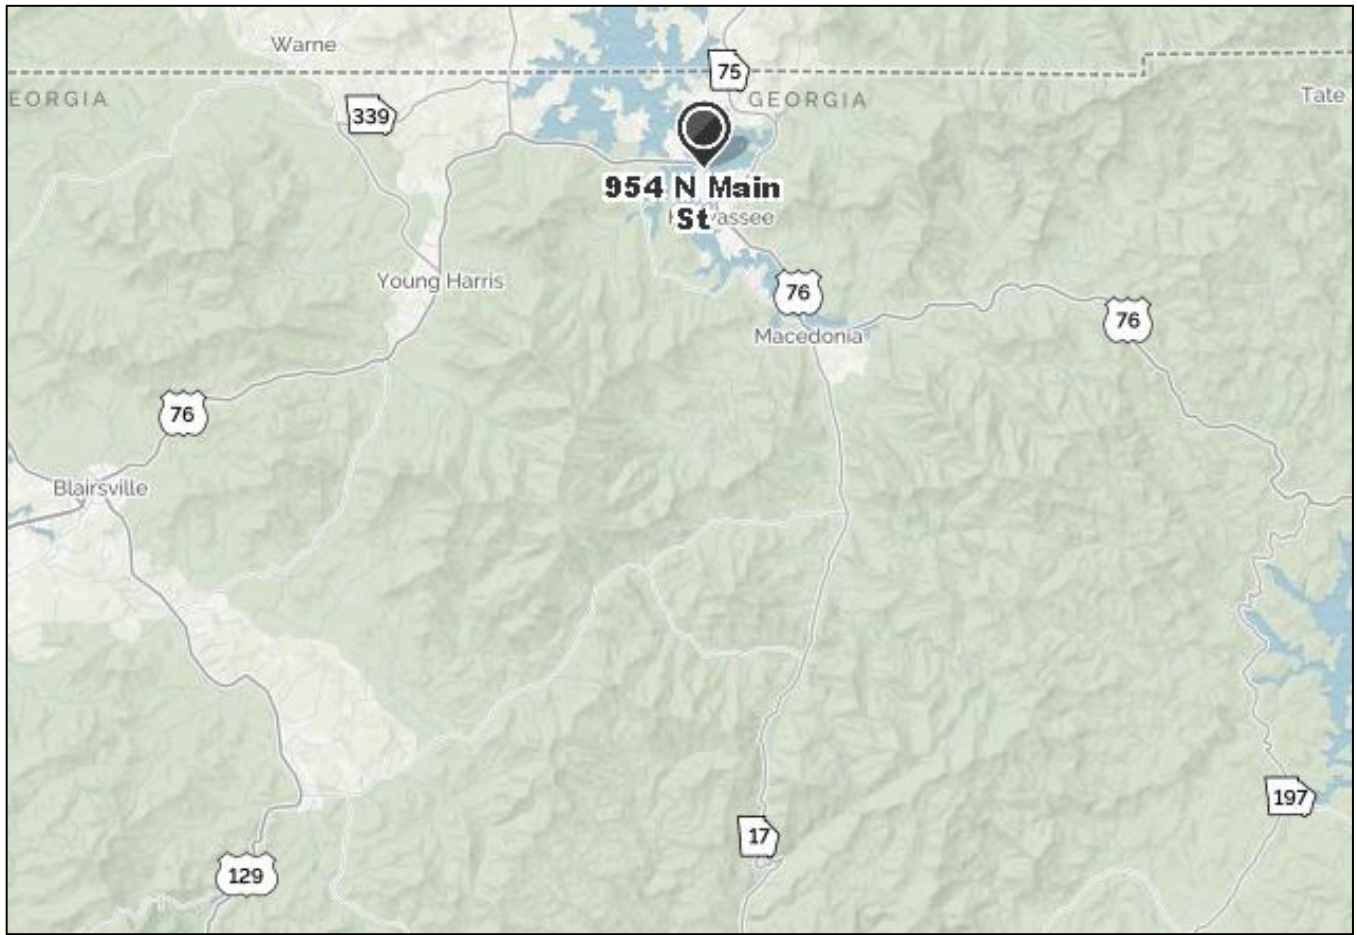 Warne
75
EORGIA
GEORGIA
Tate
339
954 N Main
St
assee
Young Harris
76
76
Macedonia
76
Blairsville
197
17
129